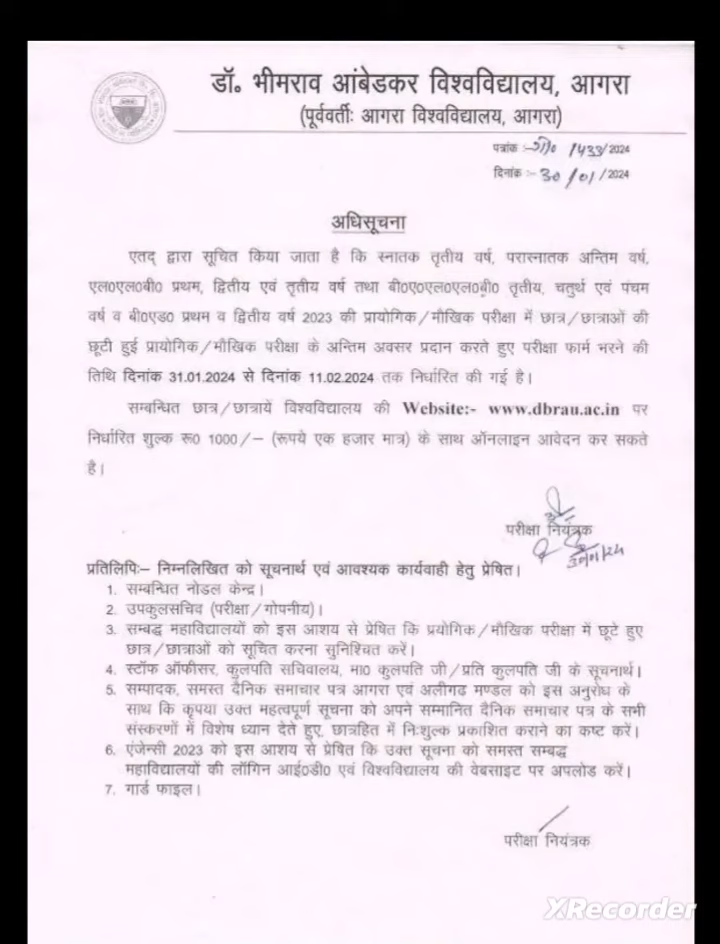 डॉ० भीमराव आंबेडकर विश्वविद्यालय, आगरा
(पूर्ववर्तीः आगरा विश्वविद्यालय, आगरा)
पत्रांक :- 1433/2024
दिनांक :- 30/01/2024
अधिसूचना
एतद् द्वारा सूचित किया जाता है कि स्नातक तृतीय वर्ष, परास्नातक अन्तिम वर्ष,
एल०एल०बी० प्रथम, द्वितीय एवं तृतीय वर्ष तथा बी०ए०एल०एल०बी० तृतीय, चतुर्थ एवं पंचम
वर्ष व बी०एड० प्रथम व द्वितीय वर्ष 2023 की प्रायोगिक/मौखिक परीक्षा में छात्र/छात्राओं की
छूटी हुई प्रायोगिक/मौखिक परीक्षा के अन्तिम अवसर प्रदान करते हुए परीक्षा फार्म भरने की
तिथि दिनांक 31.01.2024 से दिनांक 11.02.2024 तक निर्धारित की गई है।
सम्बन्धित छात्र/छात्रायें विश्वविद्यालय की Website:- www.dbrau.ac.in पर
निर्धारित शुल्क रू० 1000/– (रूपये एक हजार मात्र) के साथ ऑनलाइन आवेदन कर सकते
है।
परीक्षा नियंत्रक
30/01/24
प्रतिलिपिः– निम्नलिखित को सूचनार्थ एवं आवश्यक कार्यवाही हेतु प्रेषित।
1. सम्बन्धित नोडल केन्द्र।
2. उपकुलसचिव (परीक्षा/गोपनीय)।
3. सम्बद्ध महाविद्यालयों को इस आशय से प्रेषित कि प्रयोगिक/मौखिक परीक्षा में छूटे हुए
छात्र/छात्राओं को सूचित करना सुनिश्चित करें।
4. स्टॉफ ऑफीसर, कुलपति सचिवालय, मा० कुलपति जी/प्रति कुलपति जी के सूचनार्थ।
5. सम्पादक, समस्त दैनिक समाचार पत्र आगरा एवं अलीगढ मण्डल को इस अनुरोध के
साथ कि कृपया उक्त महत्वपूर्ण सूचना को अपने सम्मानित दैनिक समाचार पत्र के सभी
संस्करणों में विशेष ध्यान देते हुए, छात्रहित में निःशुल्क प्रकाशित कराने का कष्ट करें।
6. एंजेन्सी 2023 को इस आशय से प्रेषित कि उक्त सूचना को समस्त सम्बद्ध
महाविद्यालयों की लॉगिन आई०डी० एवं विश्वविद्यालय की वेबसाइट पर अपलोड करें।
7. गार्ड फाइल।
परीक्षा नियंत्रक
XRecorder